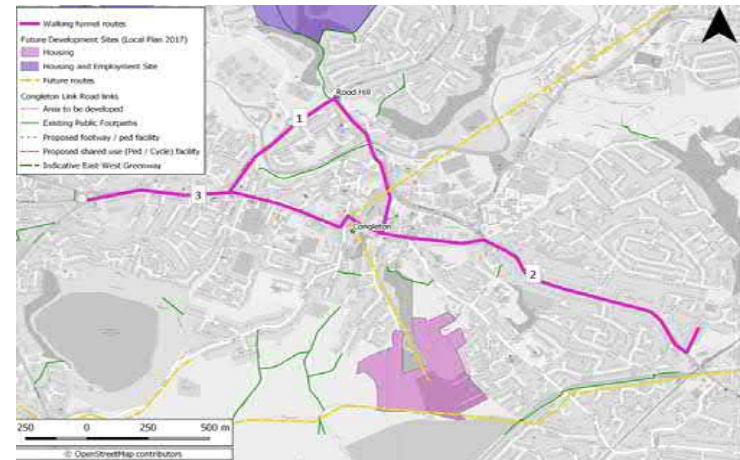 Walking funnel routes
Future Development Sites (Local Plan 2017)
Housing
Housing and Employment Site
Future routes
Congleton Link Road links
Area to be developed
Existing Public Footpaths
Proposed footway / ped facility
Proposed shared use (Ped / Cycle) facility
Indicative East-West Greenway
Rood Hill
1
3
Congleton
2
250 0 250 500 m
© OpenStreetMap contributors